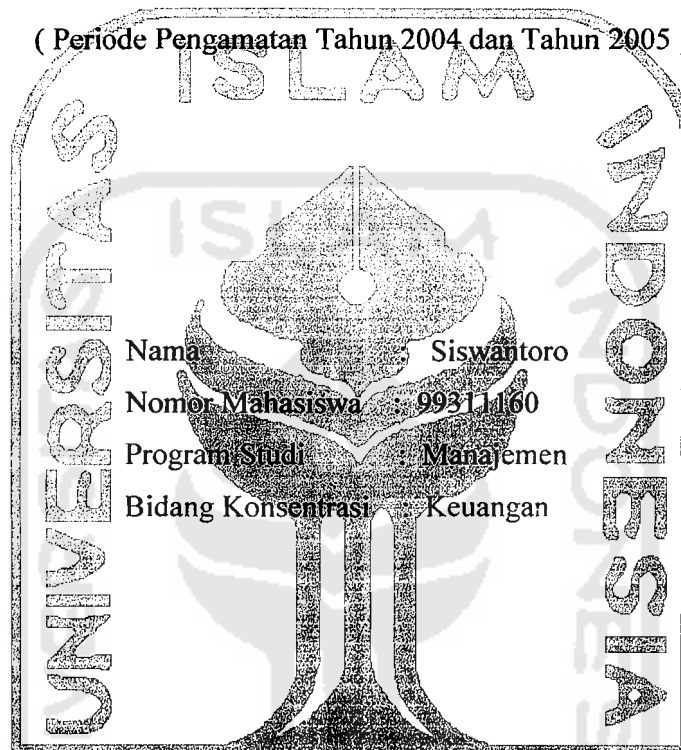 ( Periode Pengamatan Tahun 2004 dan Tahun 2005
ISLAM
UNIVERSITAS
INDONESIA
Nama : Siswantoro
Nomor Mahasiswa : 99311160
Program Studi : Manajemen
Bidang Konsentrasi : Keuangan